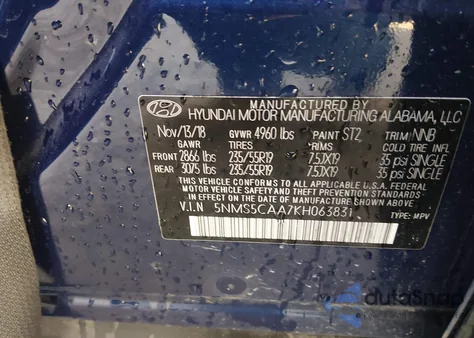 MANUFACTURED BY
HYUNDAI MOTOR MANUFACTURING ALABAMA, LLC
Nov/13/18 GVWR 4960 lbs PAINT ST2 TRIM NNB
GAWR TIRES RIMS COLD TIRE INFL
FRONT 2866 lbs 235/55R19 7.5JX19 35 psi SINGLE
REAR 3075 lbs 235/55R19 7.5JX19 35 psi SINGLE
THIS VEHICLE CONFORMS TO ALL APPLICABLE U.S.A. FEDERAL
MOTOR VEHICLE SAFETY AND THEFT PREVENTION STANDARDS
IN EFFECT ON THE DATE OF MANUFACTURE SHOWN ABOVE.
V.I.N 5NMS5CAA7KH063831 TYPE: MPV
dataSnap